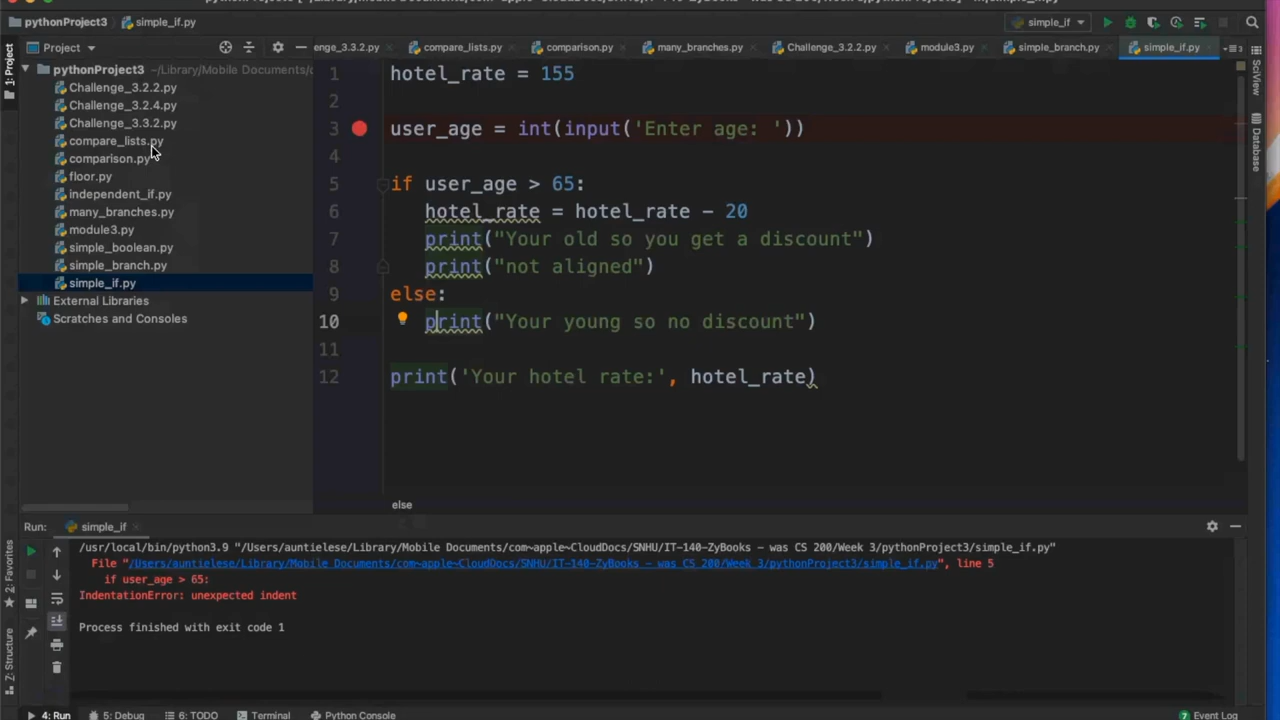 pythonProject3
simple_if.py
simple_if
Project
enge_3.3.2.py
compare_lists.py
comparison.py
many_branches.py
Challenge_3.2.2.py
module3.py
simple_branch.py
simple_if.py
1: Project
pythonProject3 ~/Library/Mobile Documents/c
Challenge_3.2.2.py
Challenge_3.2.4.py
Challenge_3.3.2.py
compare_lists.py
comparison.py
floor.py
independent_if.py
many_branches.py
module3.py
simple_boolean.py
simple_branch.py
simple_if.py
External Libraries
Scratches and Consoles
1 hotel_rate = 155
2
3 user_age = int(input('Enter age: '))
4
5 if user_age > 65:
6 hotel_rate = hotel_rate - 20
7 print("Your old so you get a discount")
8 print("not aligned")
9 else:
10 print("Your young so no discount")
11
12 print('Your hotel rate:', hotel_rate)
else
SciView
Database
Run: simple_if
/usr/local/bin/python3.9 "/Users/auntielese/Library/Mobile Documents/com~apple~CloudDocs/SNHU/IT-140-ZyBooks - was CS 200/Week 3/pythonProject3/simple_if.py"
File "/Users/auntielese/Library/Mobile Documents/com~apple~CloudDocs/SNHU/IT-140-ZyBooks - was CS 200/Week 3/pythonProject3/simple_if.py", line 5
if user_age > 65:
IndentationError: unexpected indent
Process finished with exit code 1
2: Favorites
7: Structure
4: Run
5: Debug
6: TODO
Terminal
Python Console
7 Event Log